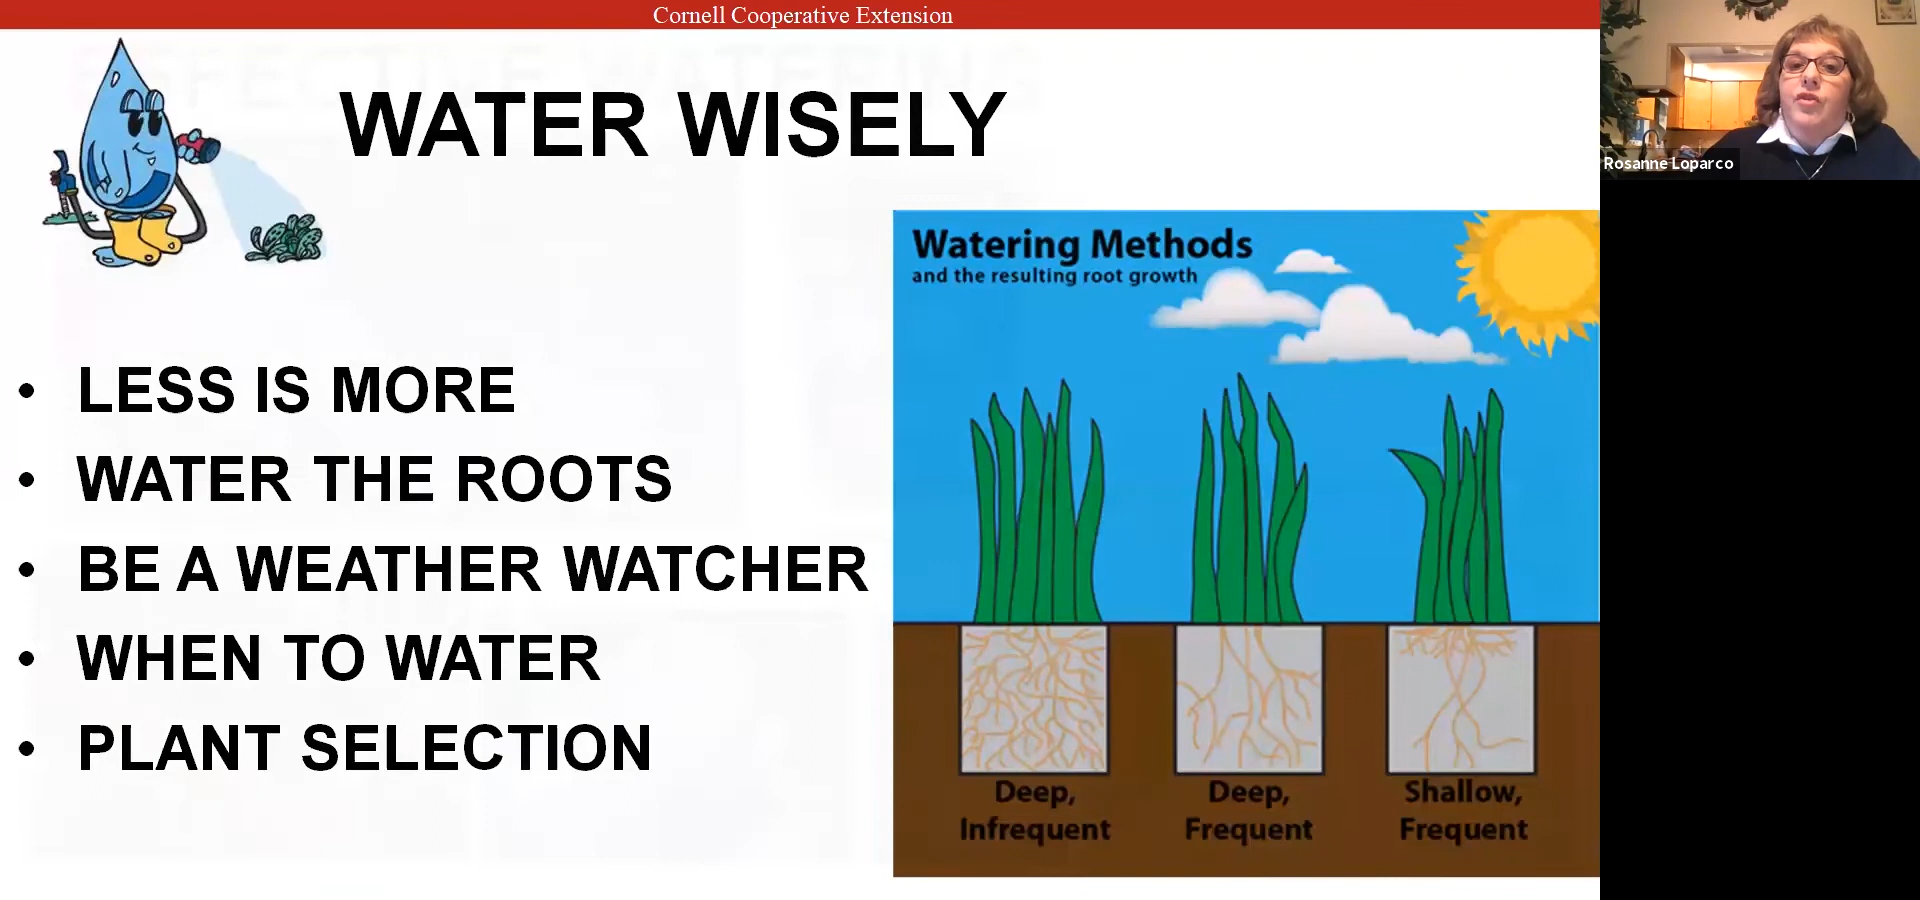 Cornell Cooperative Extension
WATER WISELY
• LESS IS MORE
• WATER THE ROOTS
• BE A WEATHER WATCHER
• WHEN TO WATER
• PLANT SELECTION
Watering Methods
and the resulting root growth
Deep,
Infrequent
Deep,
Frequent
Shallow,
Frequent
Rosanne Loparco